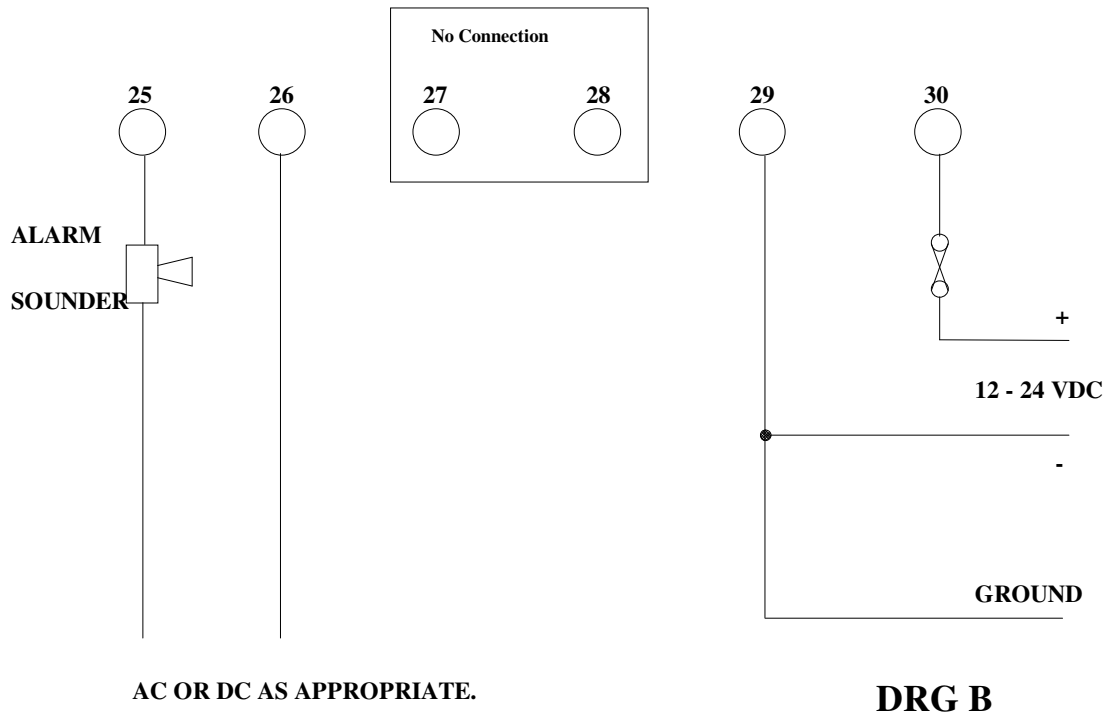 No Connection
25 26 27 28 29 30
ALARM
SOUNDER
+
12 - 24 VDC
-
GROUND
AC OR DC AS APPROPRIATE.
DRG B